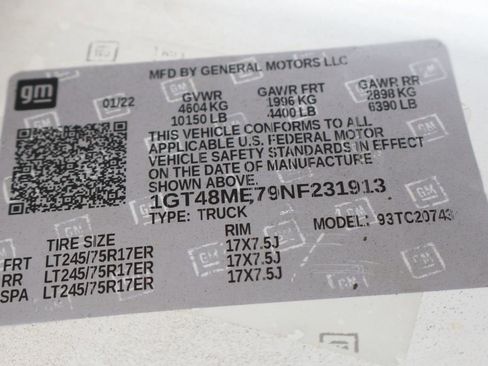 MFD BY GENERAL MOTORS LLC
gm
01/22
GVWR GAWR FRT GAWR RR
4604 KG 1996 KG 2898 KG
10150 LB 4400 LB 6390 LB
THIS VEHICLE CONFORMS TO ALL
APPLICABLE U.S. FEDERAL MOTOR
VEHICLE SAFETY STANDARDS IN EFFECT
ON THE DATE OF MANUFACTURE
SHOWN ABOVE.
1GT48ME79NF231913
TYPE: TRUCK MODEL: 93TC20743
TIRE SIZE RIM
FRT LT245/75R17ER 17X7.5J
RR LT245/75R17ER 17X7.5J
SPA LT245/75R17ER 17X7.5J